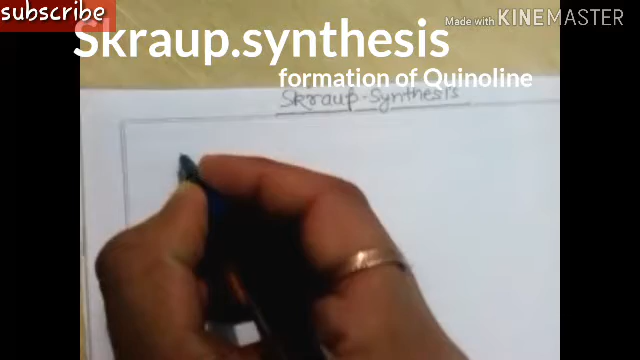 subscribe
Made with KINEMASTER
Skraup.synthesis
formation of Quinoline
Skraup-Synthesis